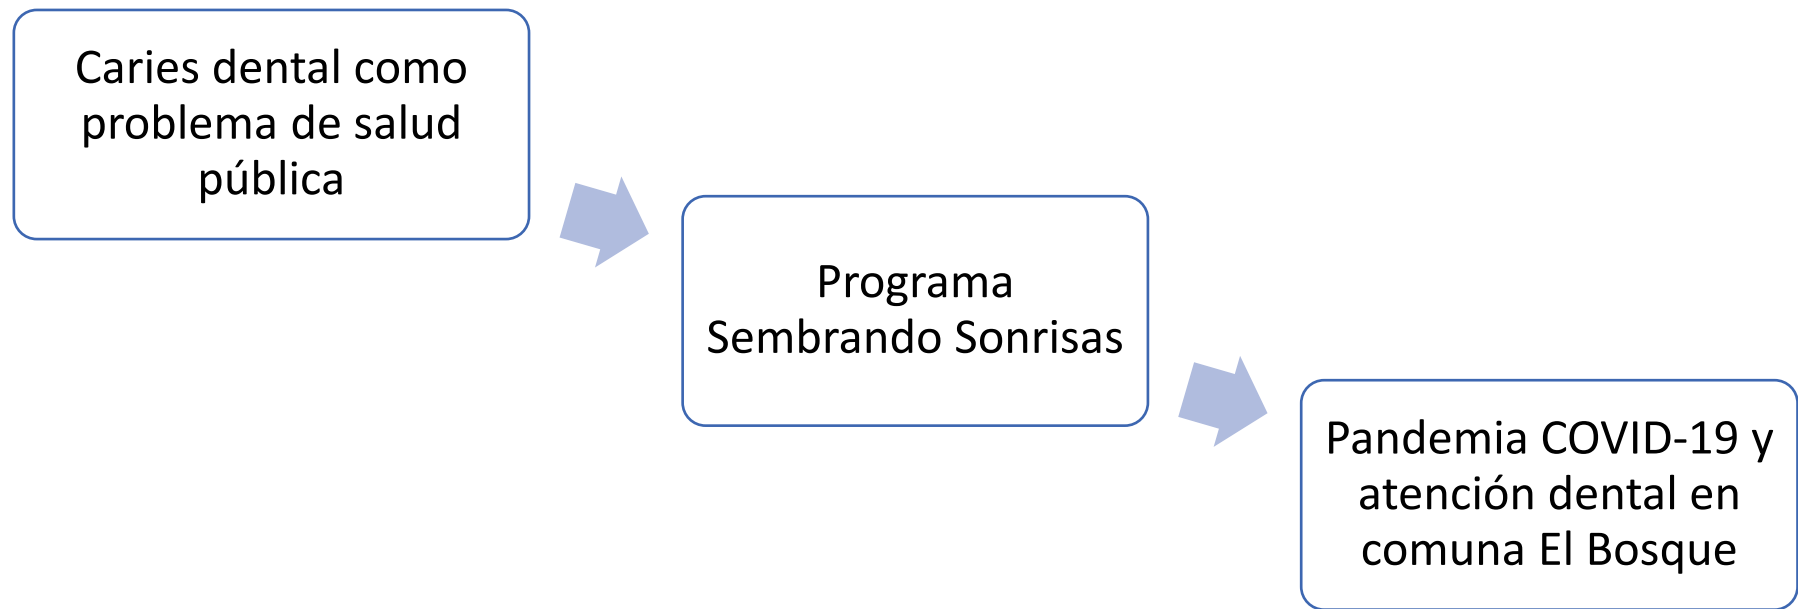 Caries dental como
problema de salud
pública
Programa
Sembrando Sonrisas
Pandemia COVID-19 y
atención dental en
comuna El Bosque